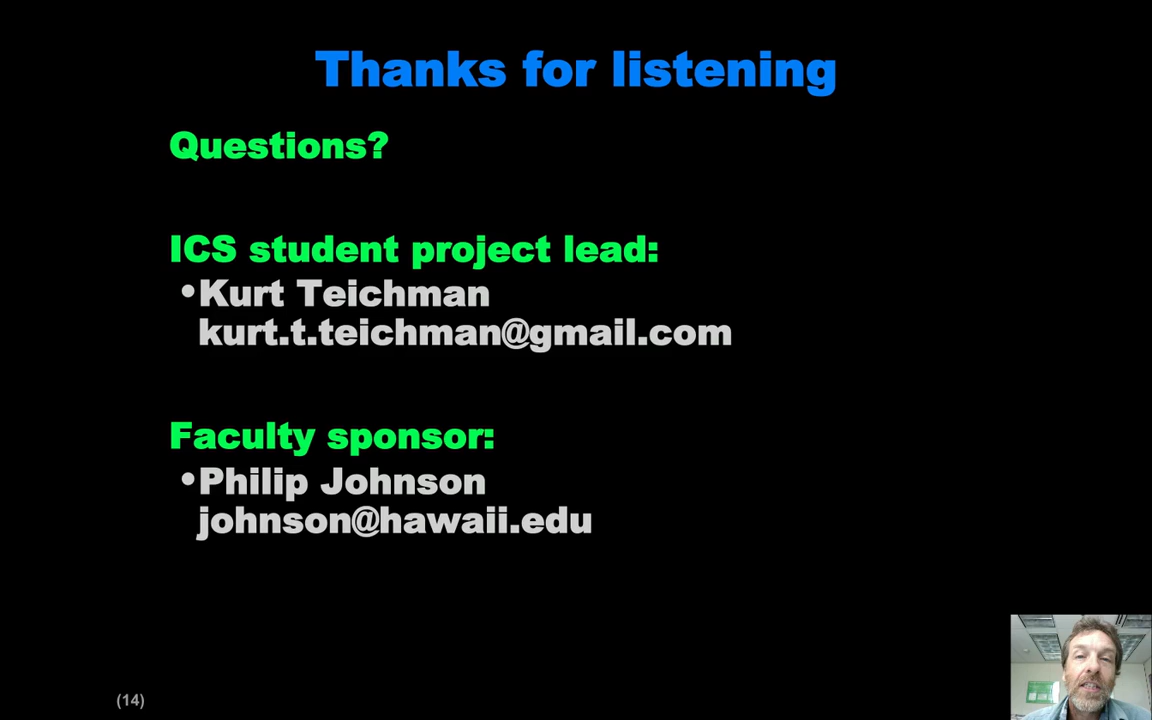 Thanks for listening
Questions?
ICS student project lead:
•Kurt Teichman
kurt.t.teichman@gmail.com
Faculty sponsor:
•Philip Johnson
johnson@hawaii.edu
(14)